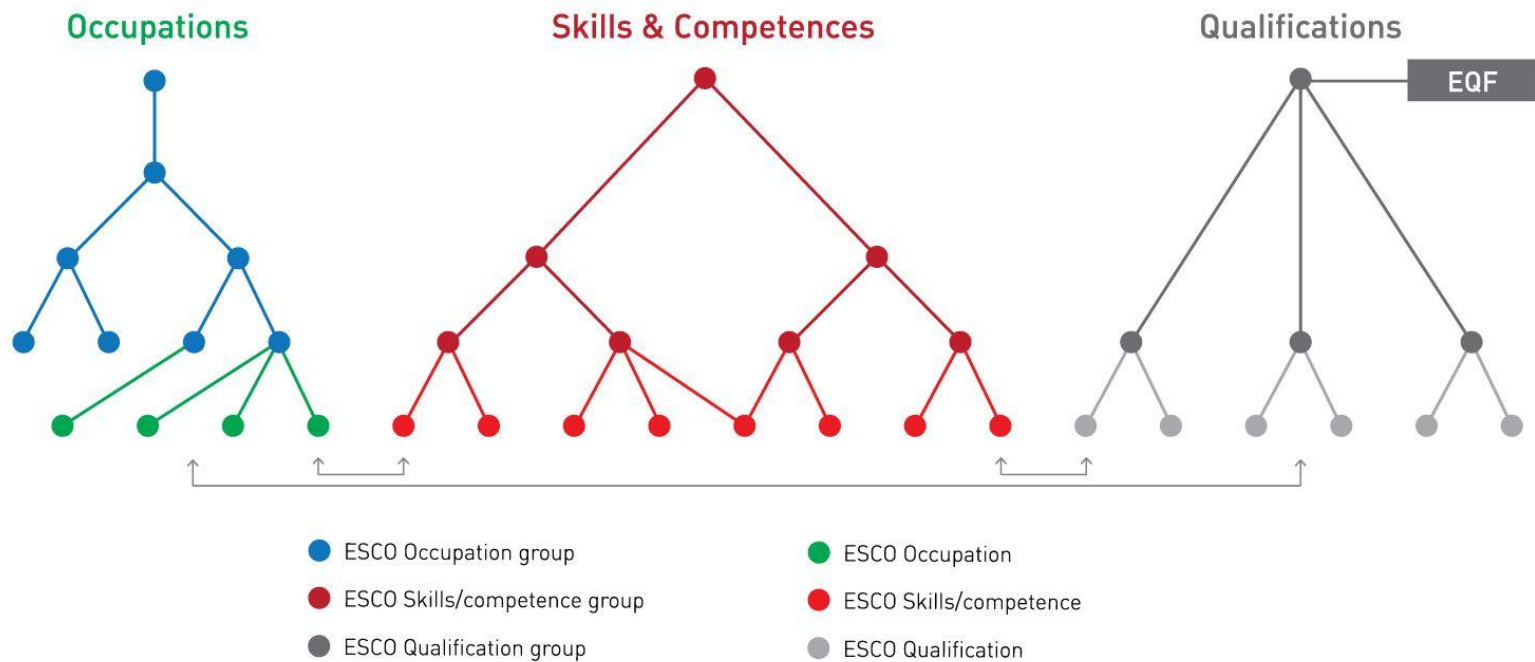 Occupations
Skills & Competences
Qualifications
EQF
ESCO Occupation group
ESCO Occupation
ESCO Skills/competence group
ESCO Skills/competence
ESCO Qualification group
ESCO Qualification